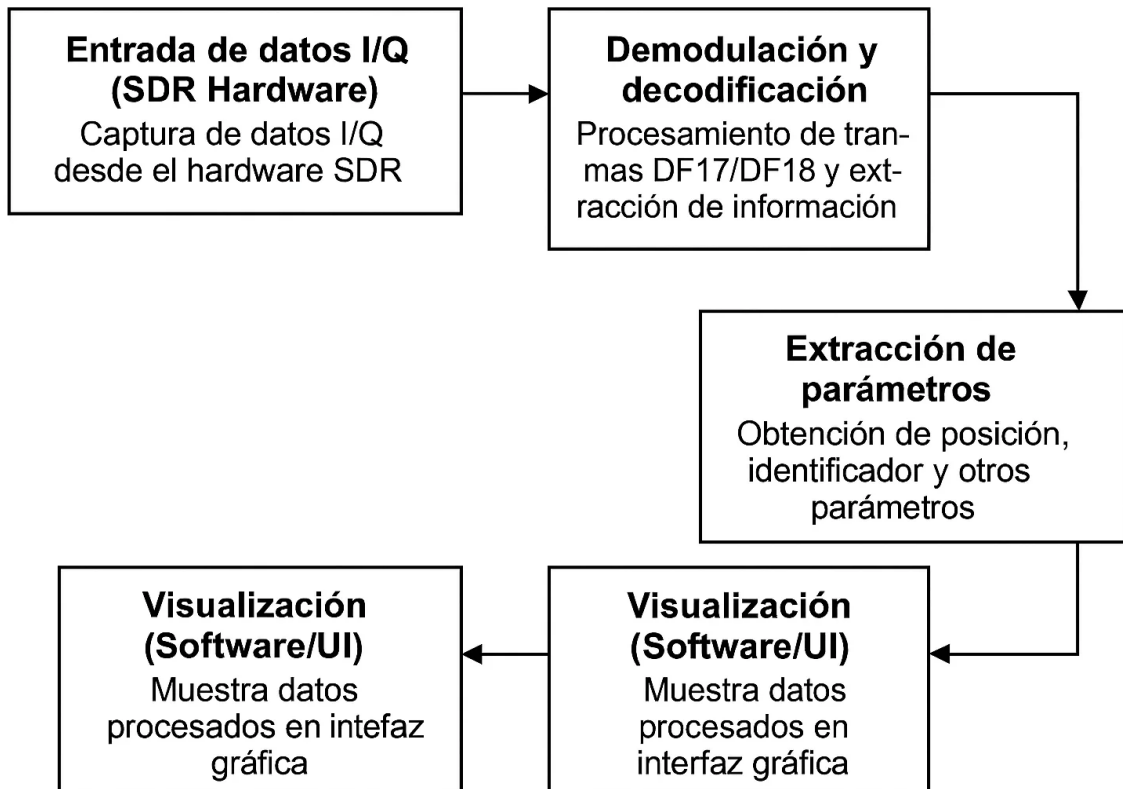 Entrada de datos I/Q
(SDR Hardware)
Captura de datos I/Q
desde el hardware SDR
Demodulación y
decodificación
Procesamiento de tran-
mas DF17/DF18 y ext-
racción de información
Extracción de
parámetros
Obtención de posición,
identificador y otros
parámetros
Visualización
(Software/UI)
Muestra datos
procesados en interfaz gráfica
Visualización
(Software/UI)
Muestra datos
procesados en intefaz
gráfica